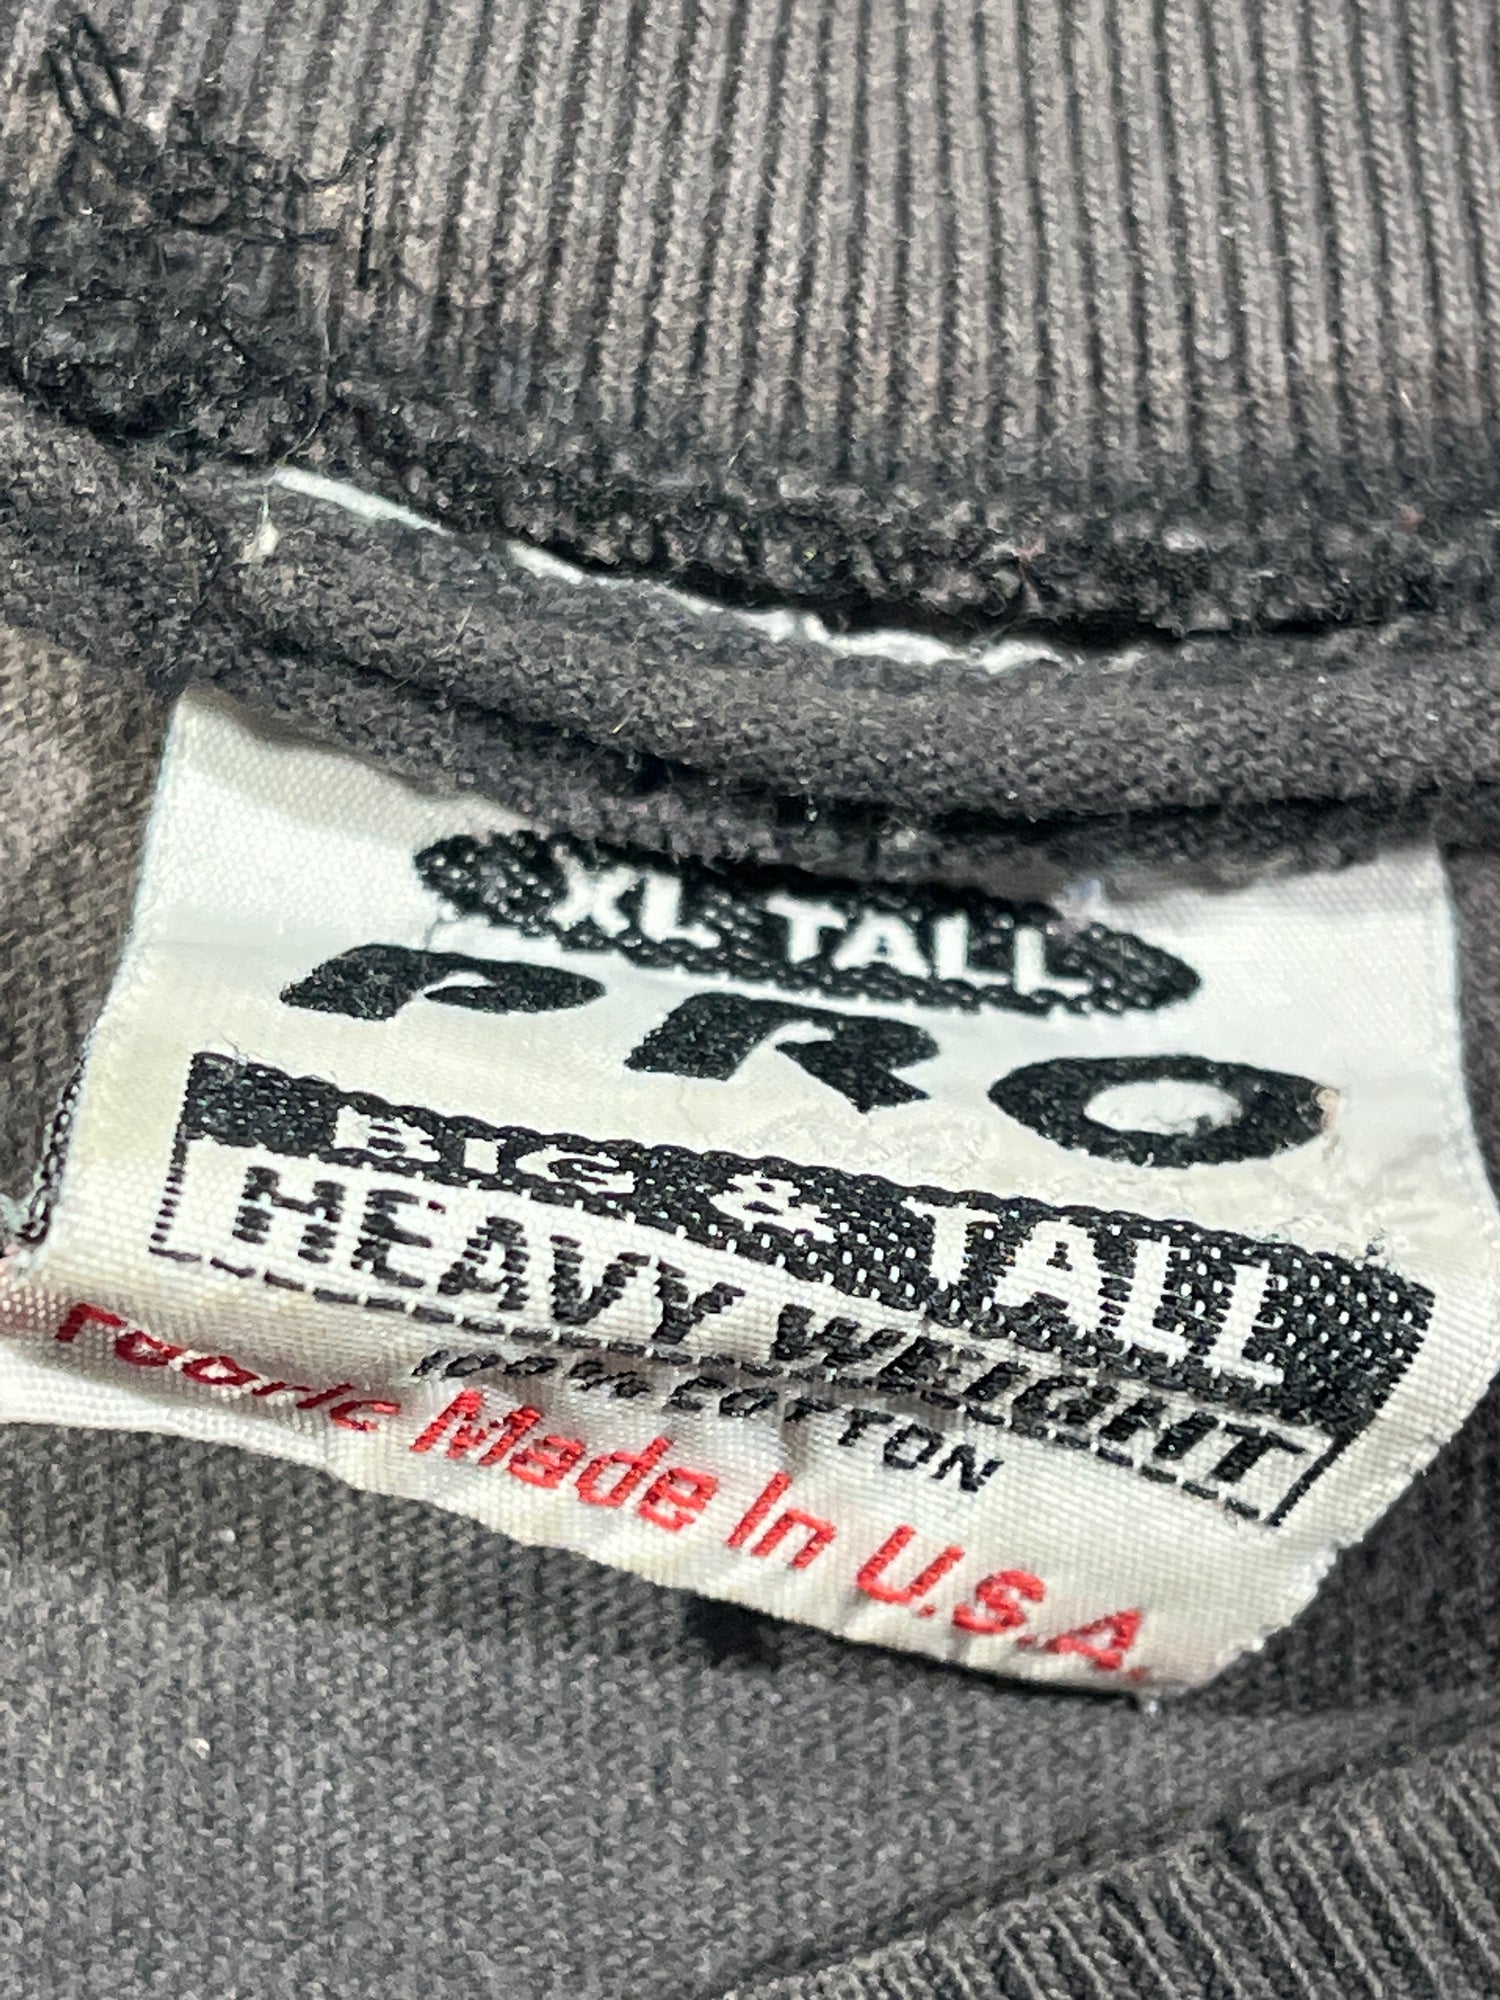 XL TALL
PRO
BIG & TALL
HEAVY WEIGHT
100% COTTON
Fabric Made In U.S.A.